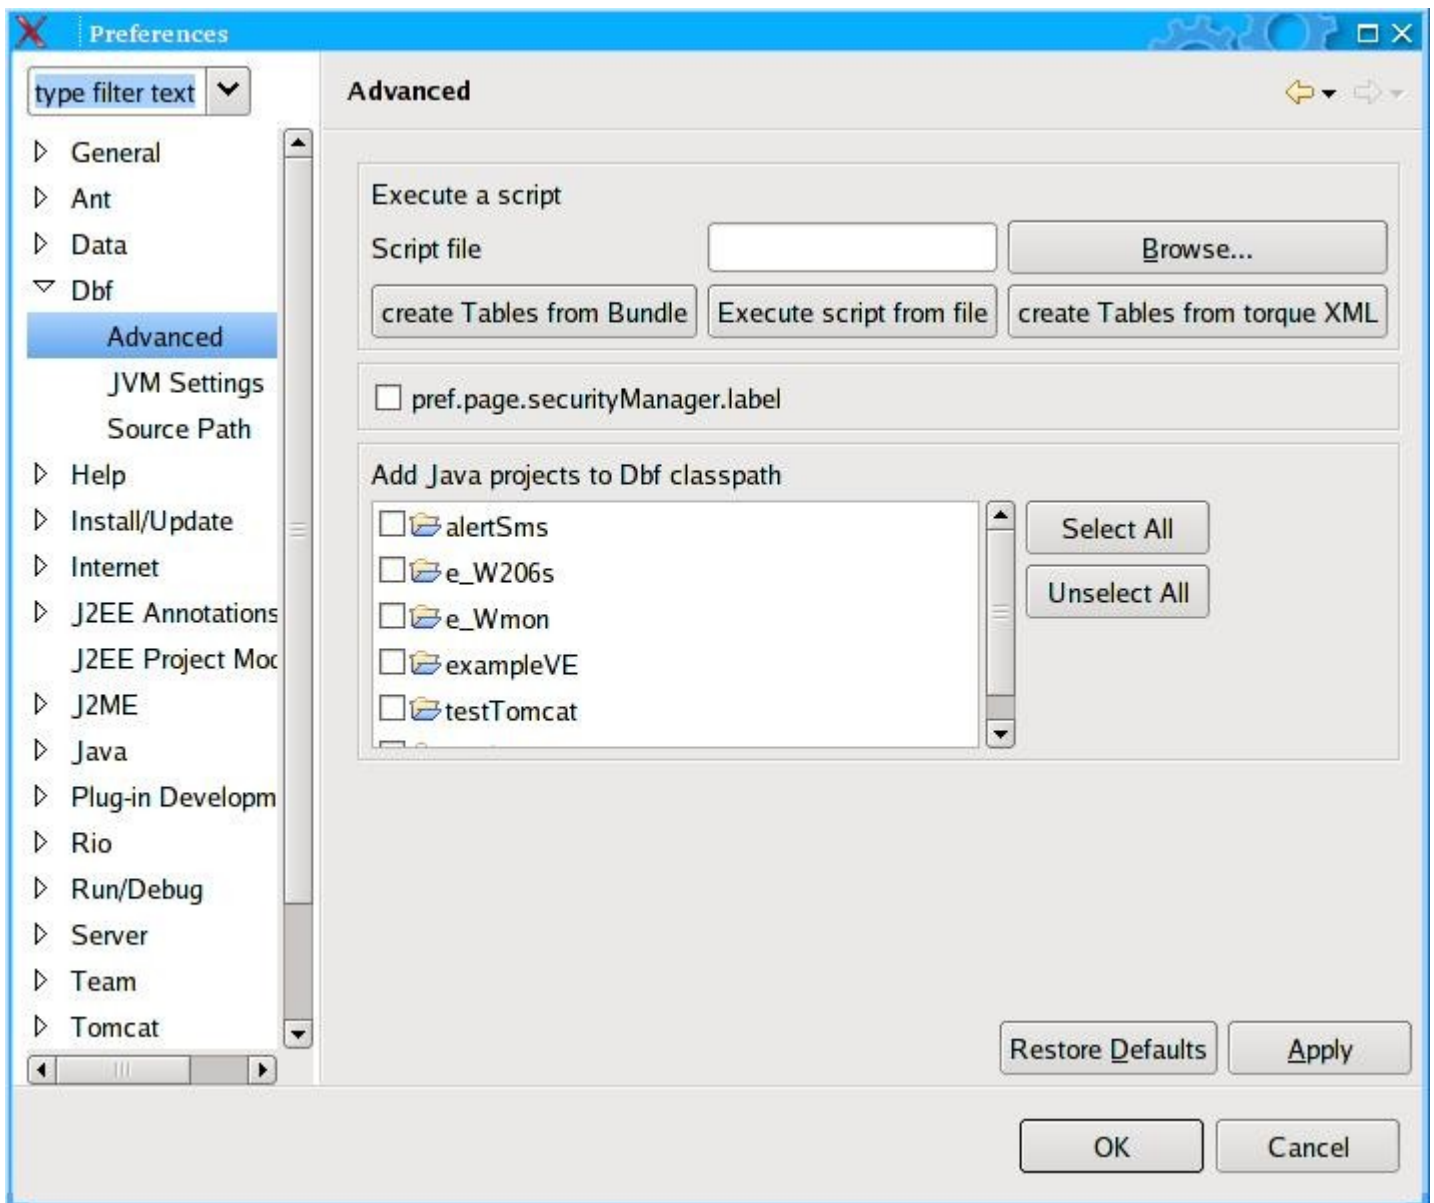 Preferences
type filter text
Advanced
General
Ant
Data
Dbf
Advanced
JVM Settings
Source Path
Help
Install/Update
Internet
J2EE Annotations
J2EE Project Moc
J2ME
Java
Plug-in Developm
Rio
Run/Debug
Server
Team
Tomcat
Execute a script
Script file
Browse...
create Tables from Bundle
Execute script from file
create Tables from torque XML
pref.page.securityManager.label
Add Java projects to Dbf classpath
alertSms
e_W206s
e_Wmon
exampleVE
testTomcat
Select All
Unselect All
Restore Defaults
Apply
OK
Cancel